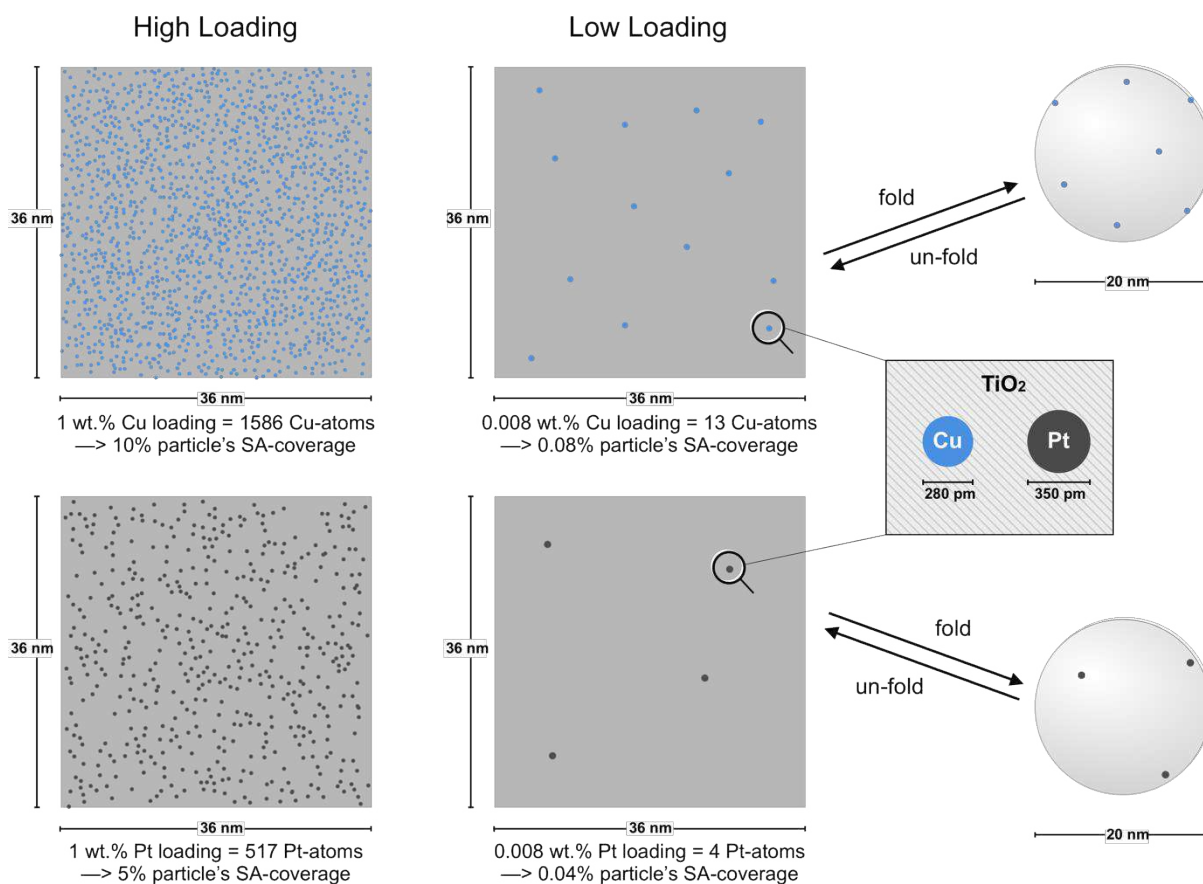 High Loading
Low Loading
36 nm
36 nm
1 wt.% Cu loading = 1586 Cu-atoms
—> 10% particle's SA-coverage
36 nm
36 nm
0.008 wt.% Cu loading = 13 Cu-atoms
—> 0.08% particle's SA-coverage
fold
un-fold
20 nm
TiO₂
Cu
Pt
280 pm
350 pm
36 nm
36 nm
1 wt.% Pt loading = 517 Pt-atoms
—> 5% particle's SA-coverage
36 nm
36 nm
0.008 wt.% Pt loading = 4 Pt-atoms
—> 0.04% particle's SA-coverage
fold
un-fold
20 nm